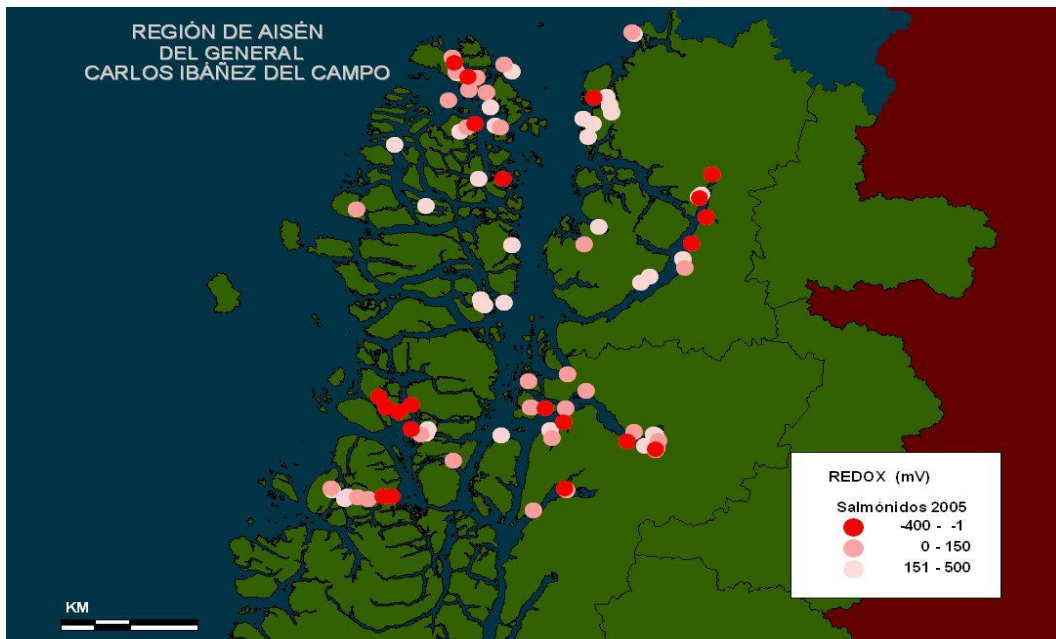 REGIÓN DE AISÉN
DEL GENERAL
CARLOS IBÁÑEZ DEL CAMPO
REDOX (mV)
Salmónidos 2005
-400 - -1
0 - 150
151 - 500
KM